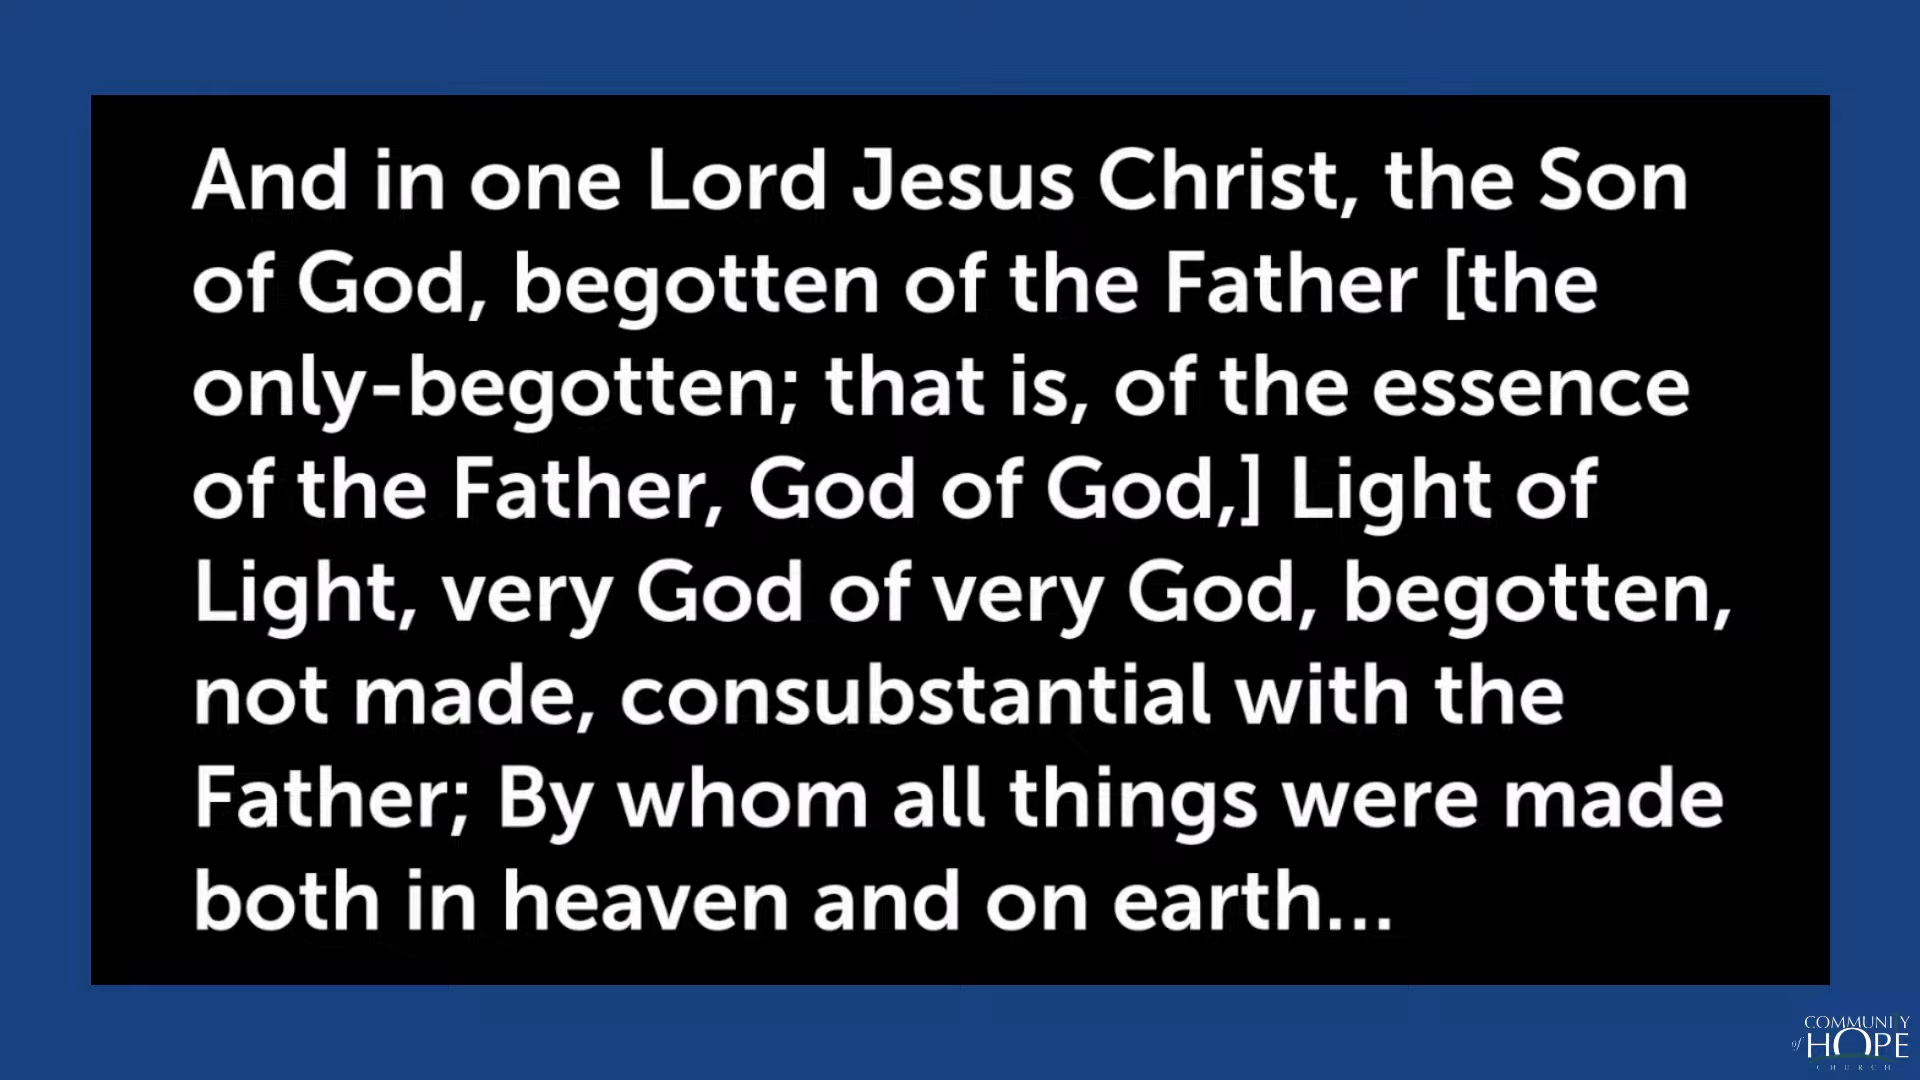 And in one Lord Jesus Christ, the Son
of God, begotten of the Father [the
only-begotten; that is, of the essence
of the Father, God of God,] Light of
Light, very God of very God, begotten,
not made, consubstantial with the
Father; By whom all things were made
both in heaven and on earth...
COMMUNITY
of HOPE
CHURCH